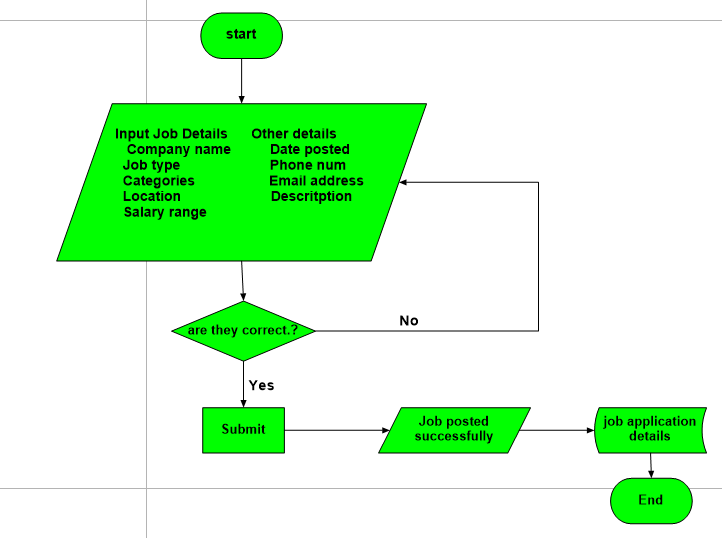 start
Input Job Details
Company name
Job type
Categories
Location
Salary range
Other details
Date posted
Phone num
Email address
Descritption
are they correct.?
No
Yes
Submit
Job posted
successfully
job application
details
End